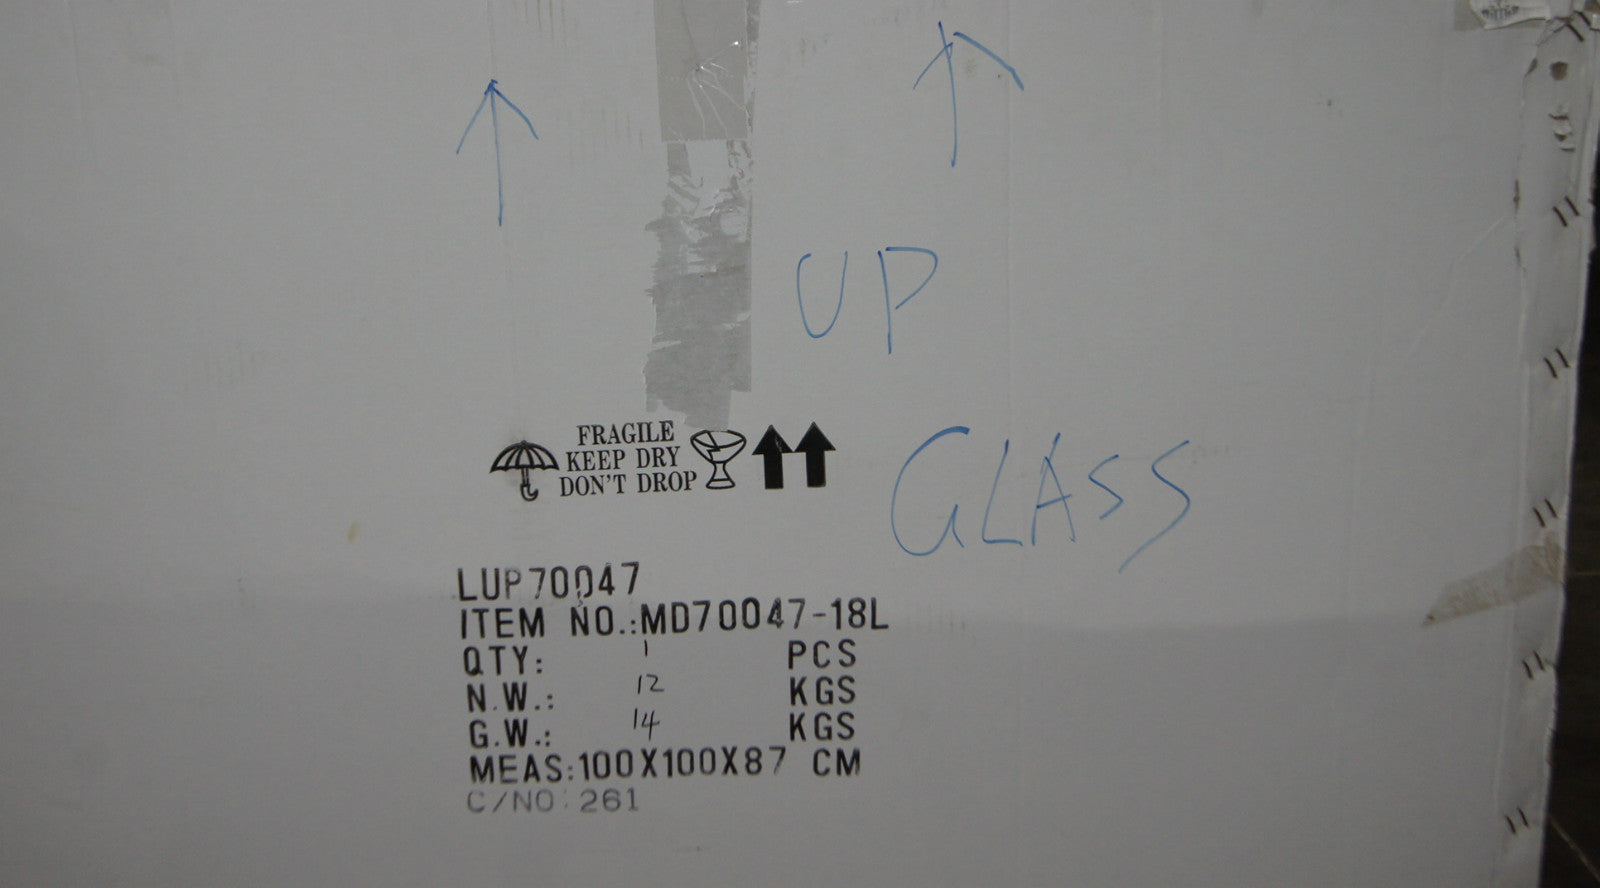 UP
FRAGILE
KEEP DRY
DON'T DROP
GLASS
LUP70047
ITEM NO.:MD70047-18L
QTY: 1 PCS
N.W.: 12 KGS
G.W.: 14 KGS
MEAS:100X100X87 CM
C/NO:261